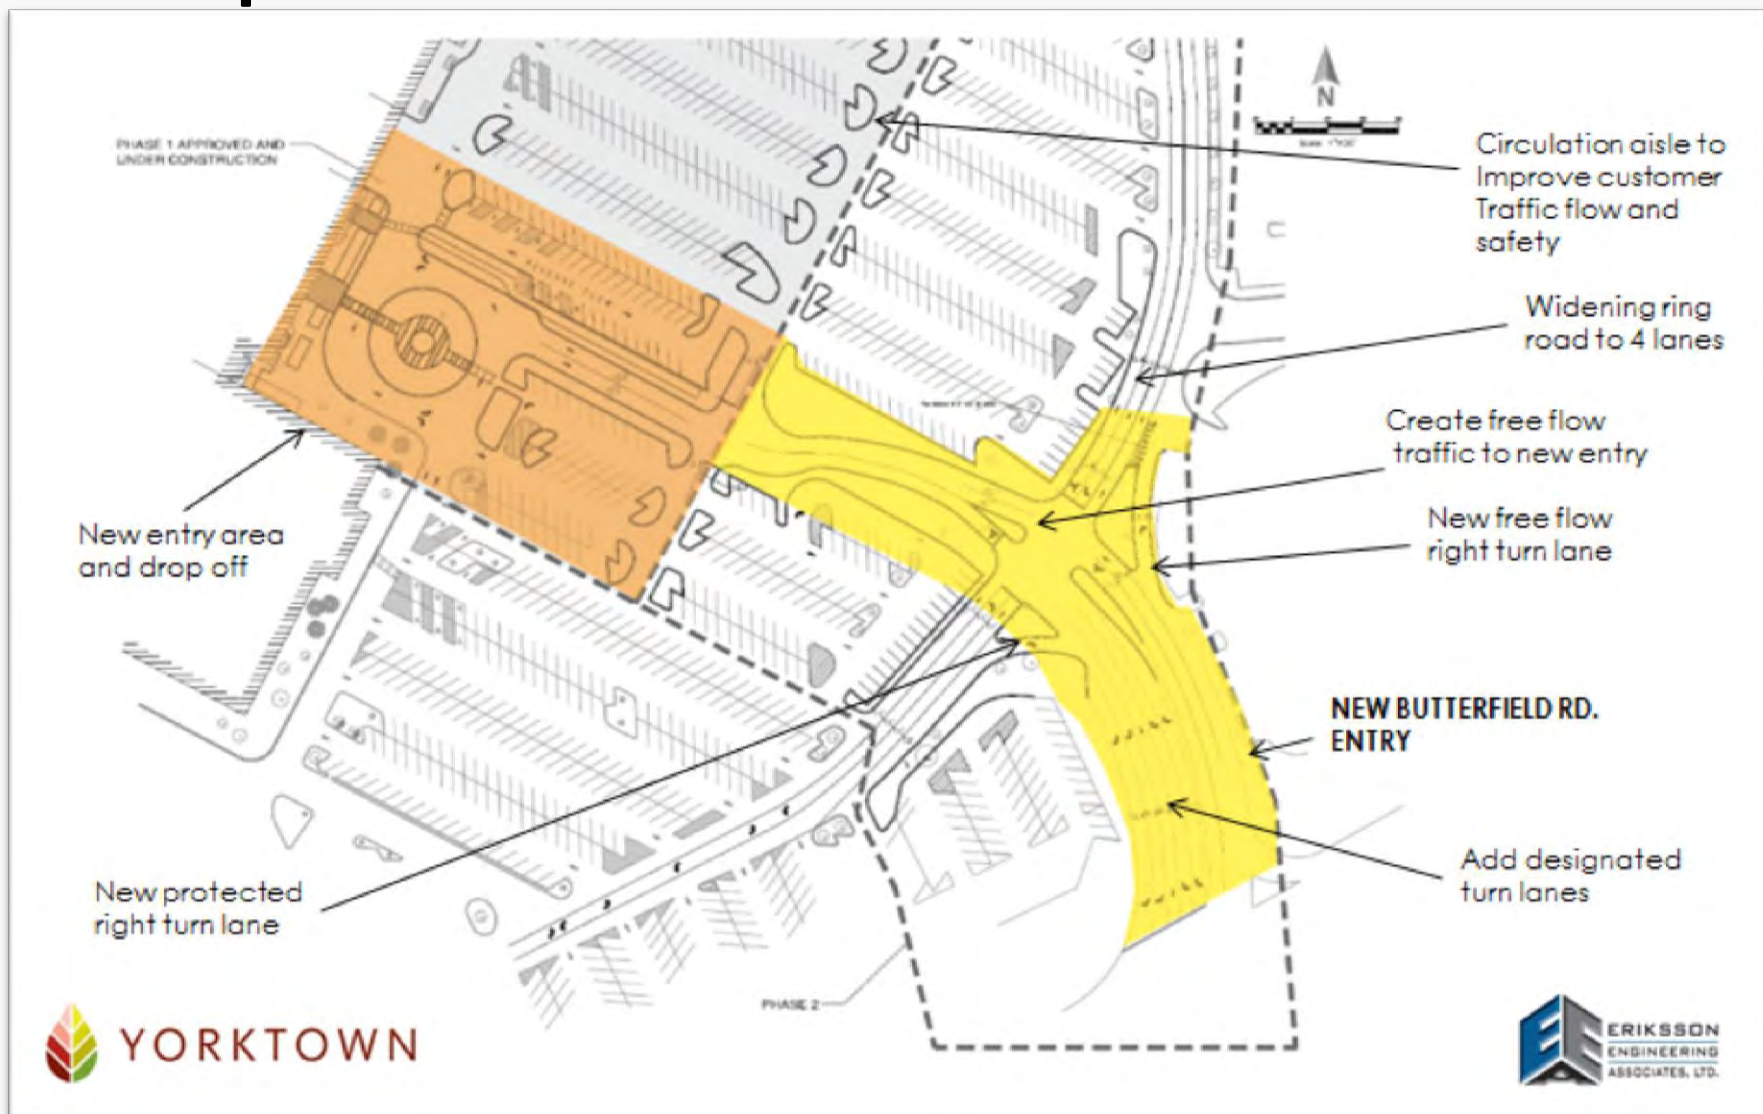 N
PHASE 1 APPROVED AND
UNDER CONSTRUCTION
Circulation aisle to
Improve customer
Traffic flow and
safety
Widening ring
road to 4 lanes
Create free flow
traffic to new entry
New free flow
right turn lane
New entry area
and drop off
NEW BUTTERFIELD RD.
ENTRY
Add designated
turn lanes
New protected
right turn lane
PHASE 2
YORKTOWN
ERIKSSON
ENGINEERING
ASSOCIATES, LTD.